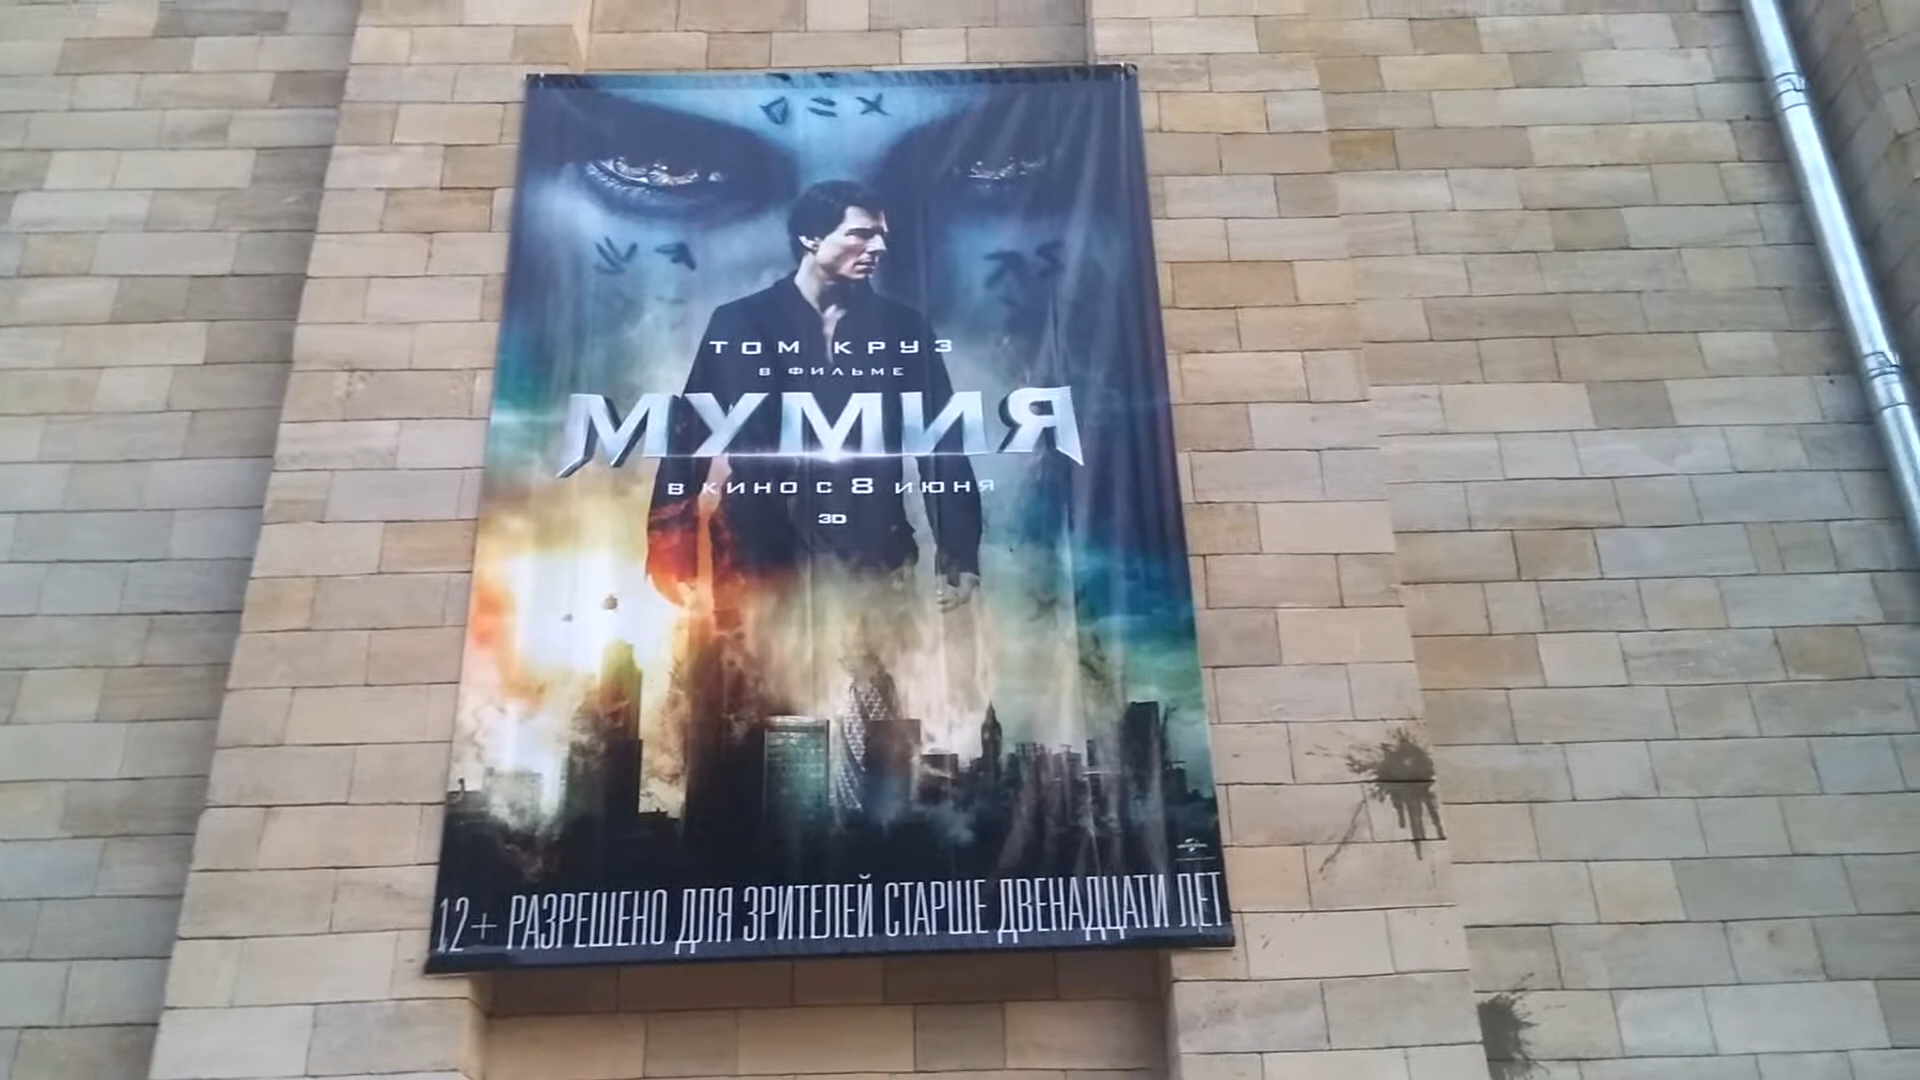 ТОМ КРУЗ
В ФИЛЬМЕ
МУМИЯ
В КИНО С 8 ИЮНЯ
3D
12+ РАЗРЕШЕНО ДЛЯ ЗРИТЕЛЕЙ СТАРШЕ ДВЕНАДЦАТИ ЛЕТ